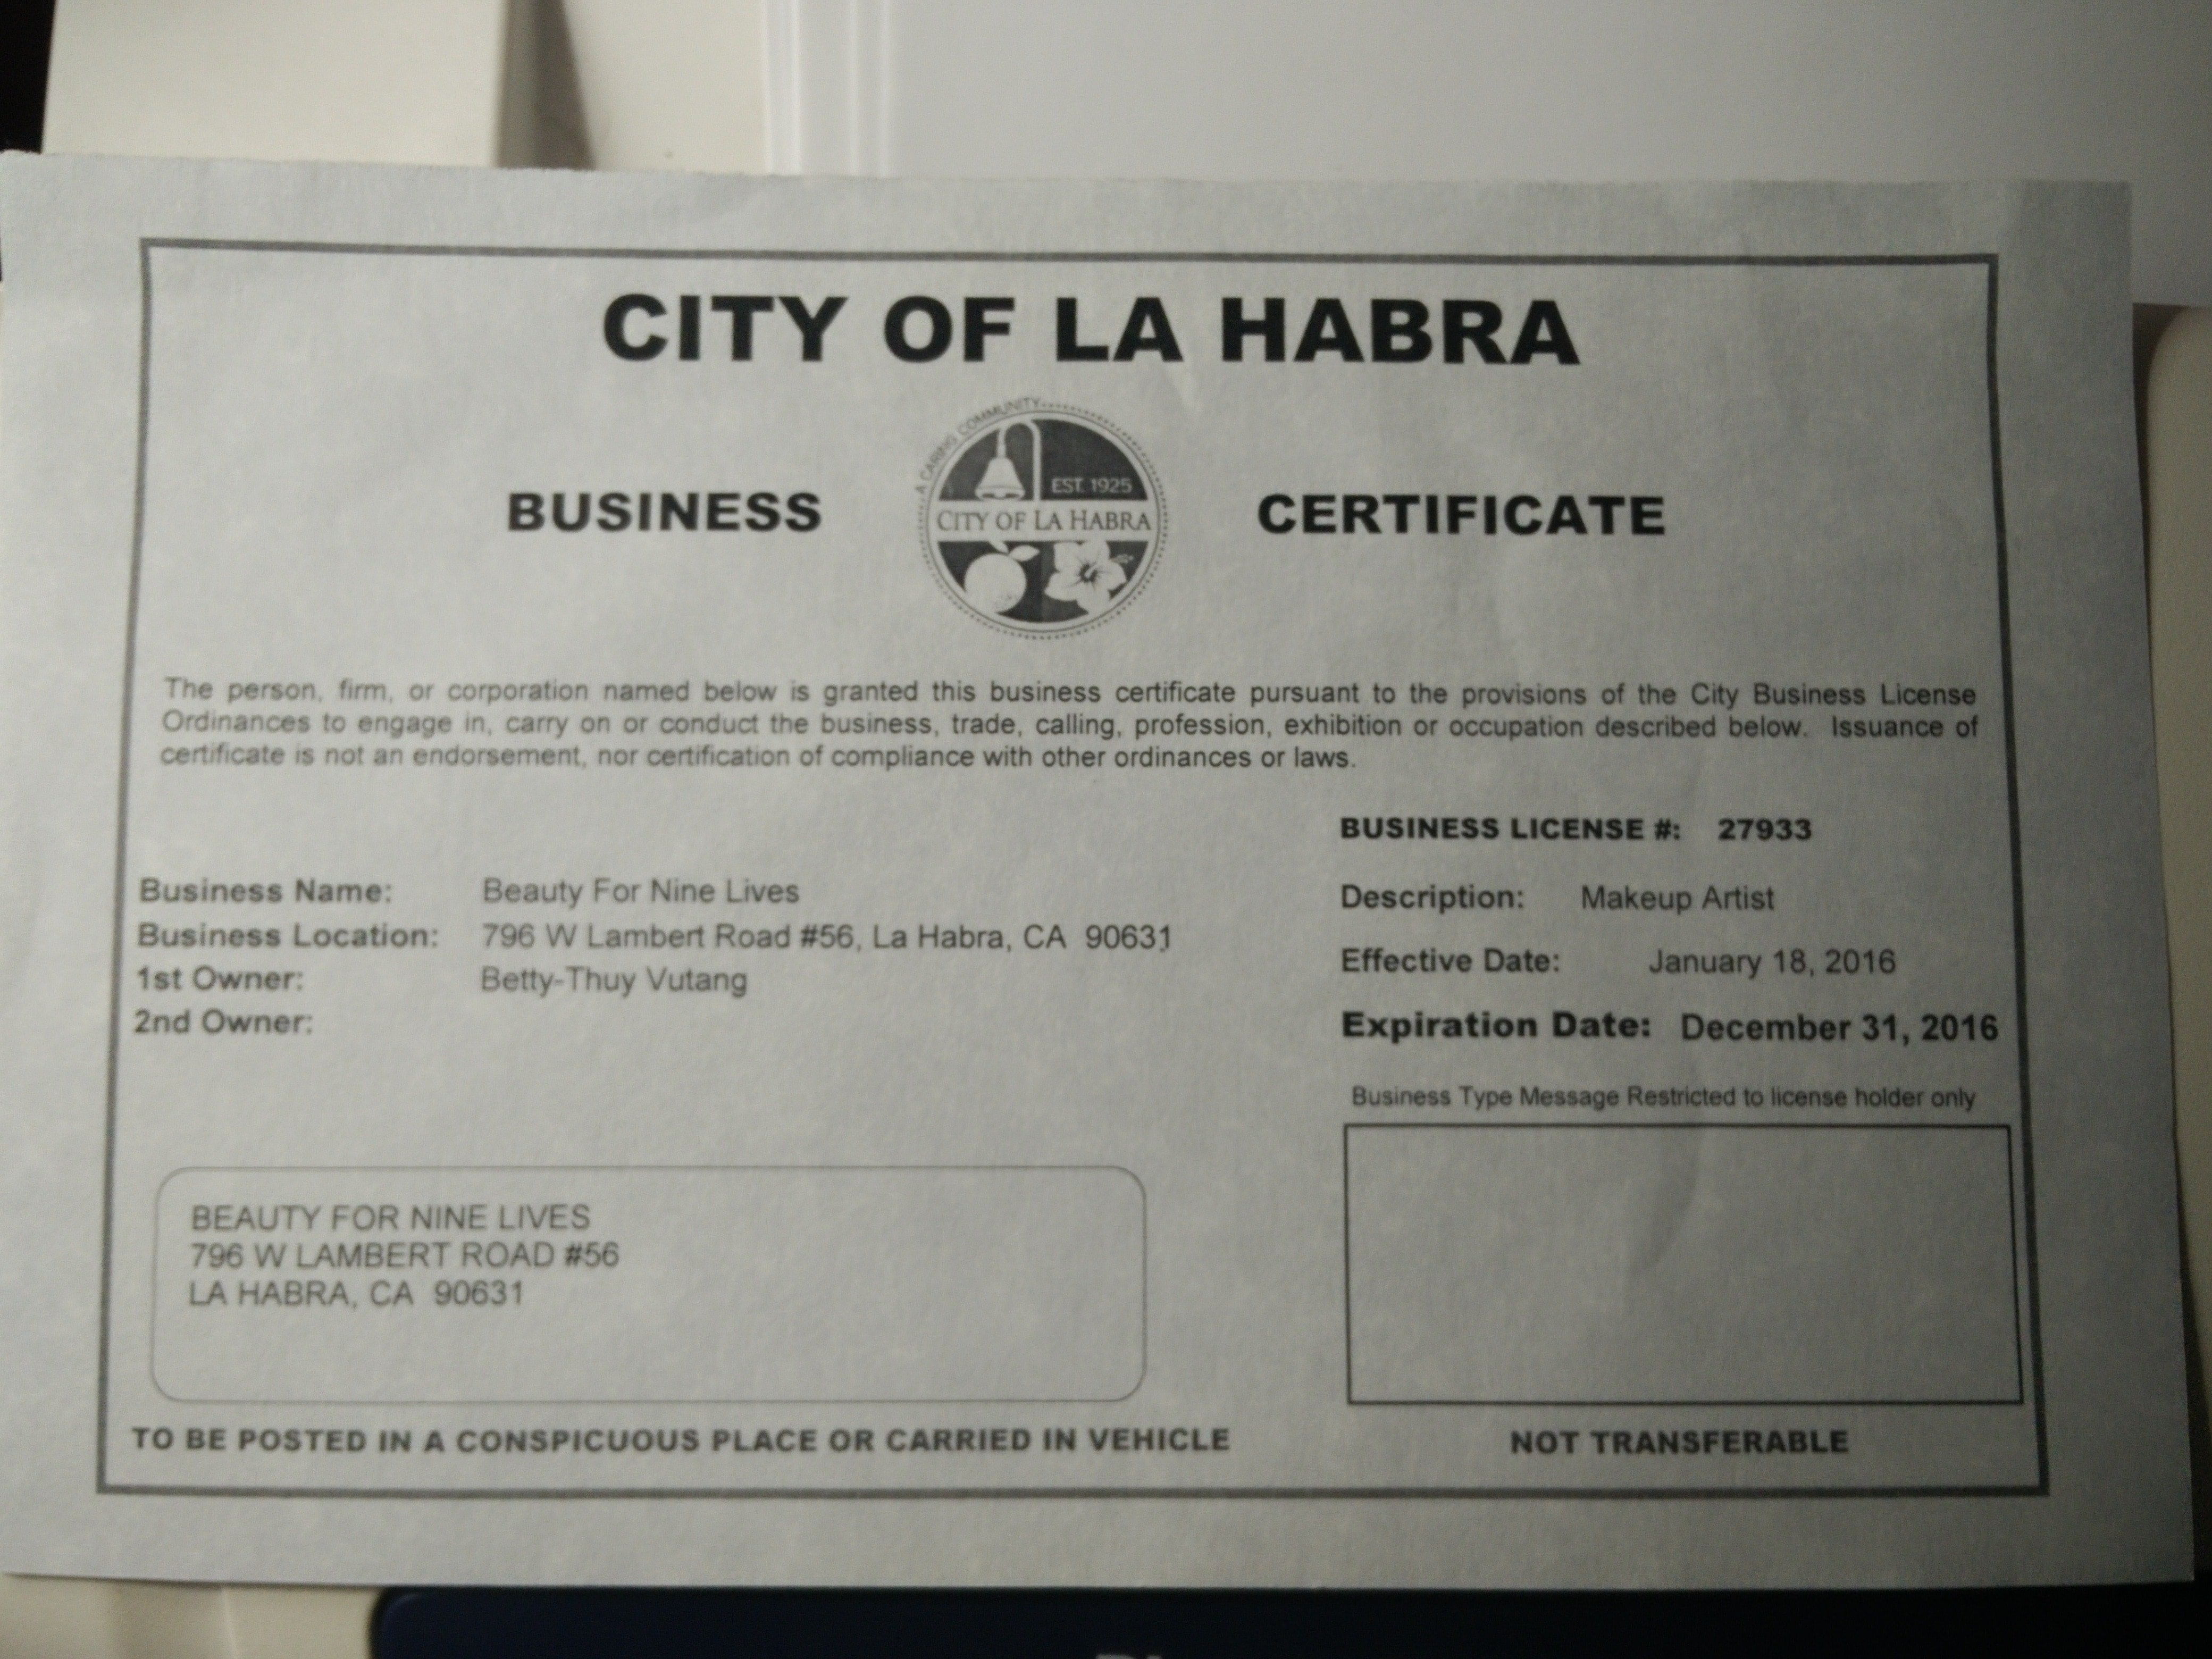 CITY OF LA HABRA
BUSINESS CERTIFICATE
A CARING COMMUNITY
EST. 1925
CITY OF LA HABRA
The person, firm, or corporation named below is granted this business certificate pursuant to the provisions of the City Business License
Ordinances to engage in, carry on or conduct the business, trade, calling, profession, exhibition or occupation described below. Issuance of
certificate is not an endorsement, nor certification of compliance with other ordinances or laws.
BUSINESS LICENSE #: 27933
Business Name: Beauty For Nine Lives
Business Location: 796 W Lambert Road #56, La Habra, CA 90631
1st Owner: Betty-Thuy Vutang
2nd Owner:
Description: Makeup Artist
Effective Date: January 18, 2016
Expiration Date: December 31, 2016
Business Type Message Restricted to license holder only
BEAUTY FOR NINE LIVES
796 W LAMBERT ROAD #56
LA HABRA, CA 90631
TO BE POSTED IN A CONSPICUOUS PLACE OR CARRIED IN VEHICLE
NOT TRANSFERABLE